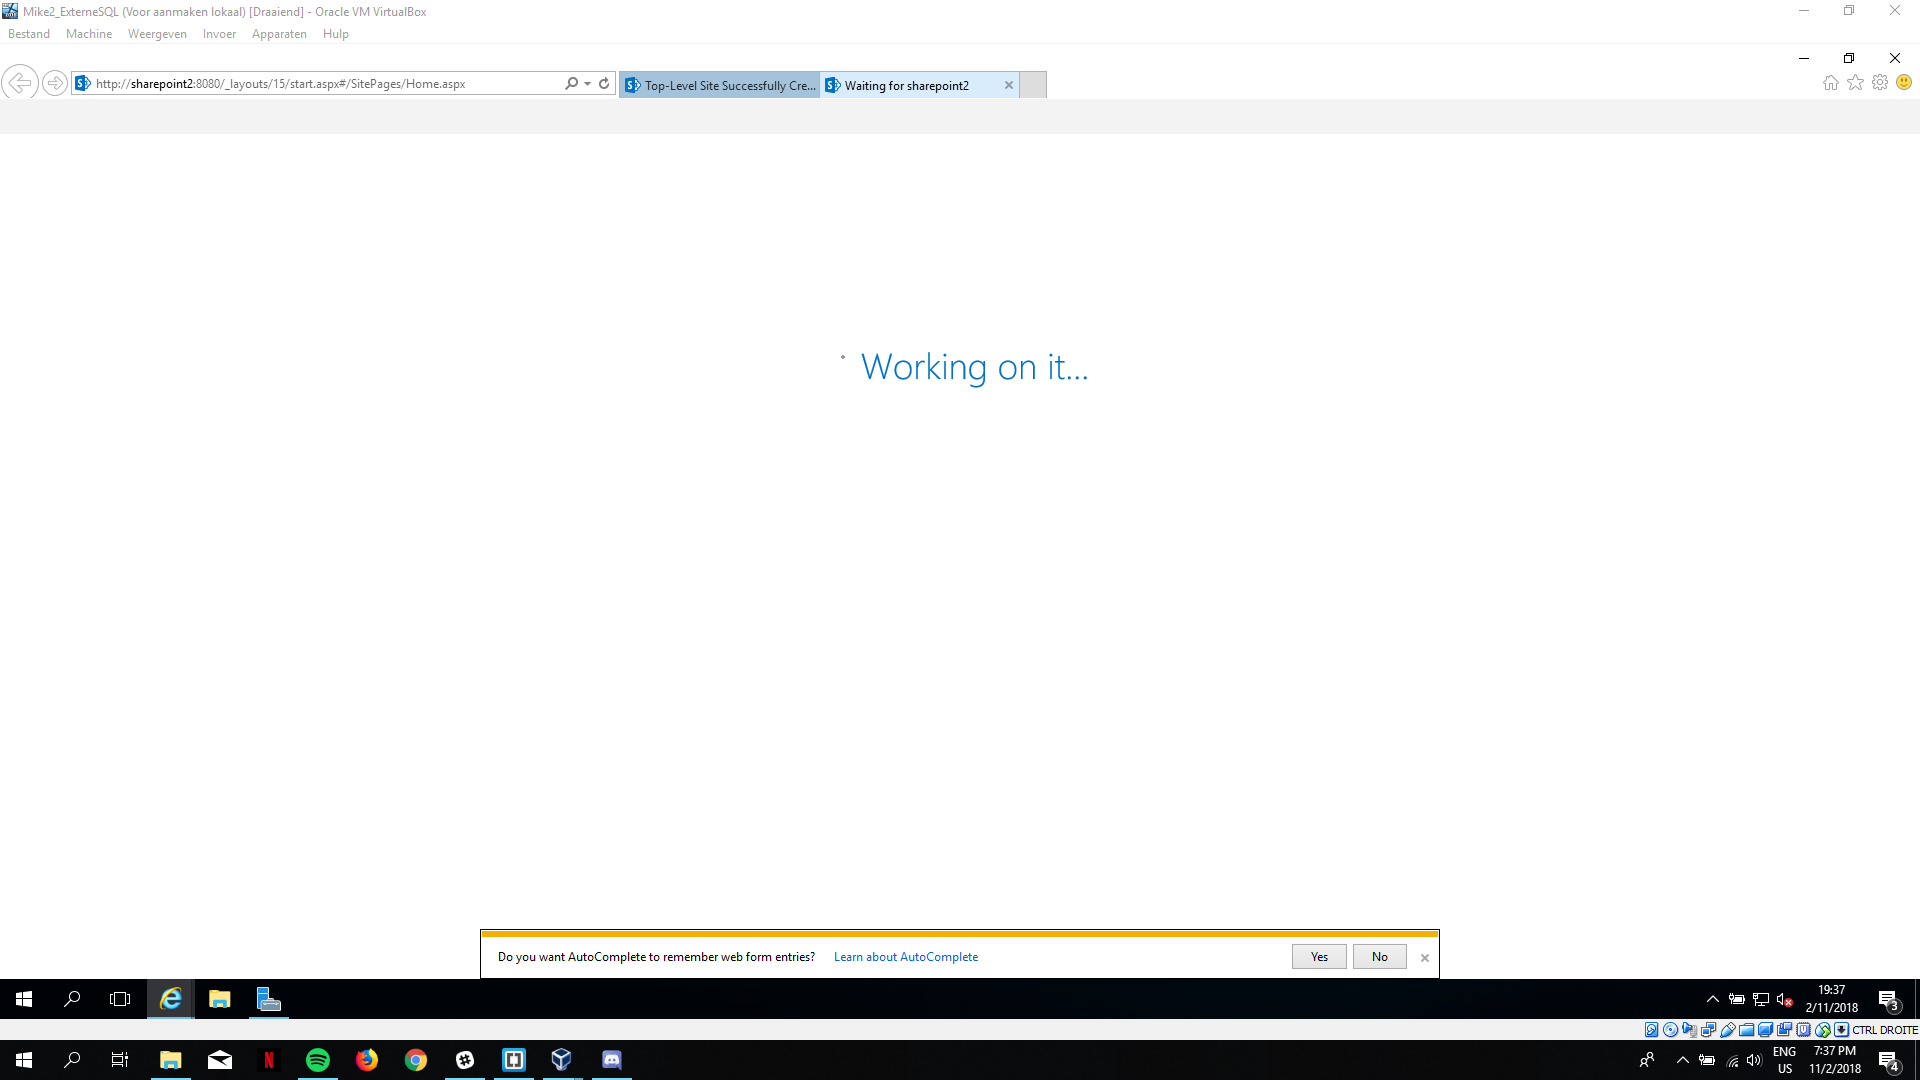 Mike2_ExterneSQL (Voor aanmaken lokaal) [Draaiend] - Oracle VM VirtualBox
Bestand Machine Weergeven Invoer Apparaten Hulp
http://sharepoint2:8080/_layouts/15/start.aspx#/SitePages/Home.aspx
Top-Level Site Successfully Cre...
Waiting for sharepoint2
Working on it...
Do you want AutoComplete to remember web form entries? Learn about AutoComplete Yes No
19:37
2/11/2018
3
CTRL DROITE
ENG
US
7:37 PM
11/2/2018
4